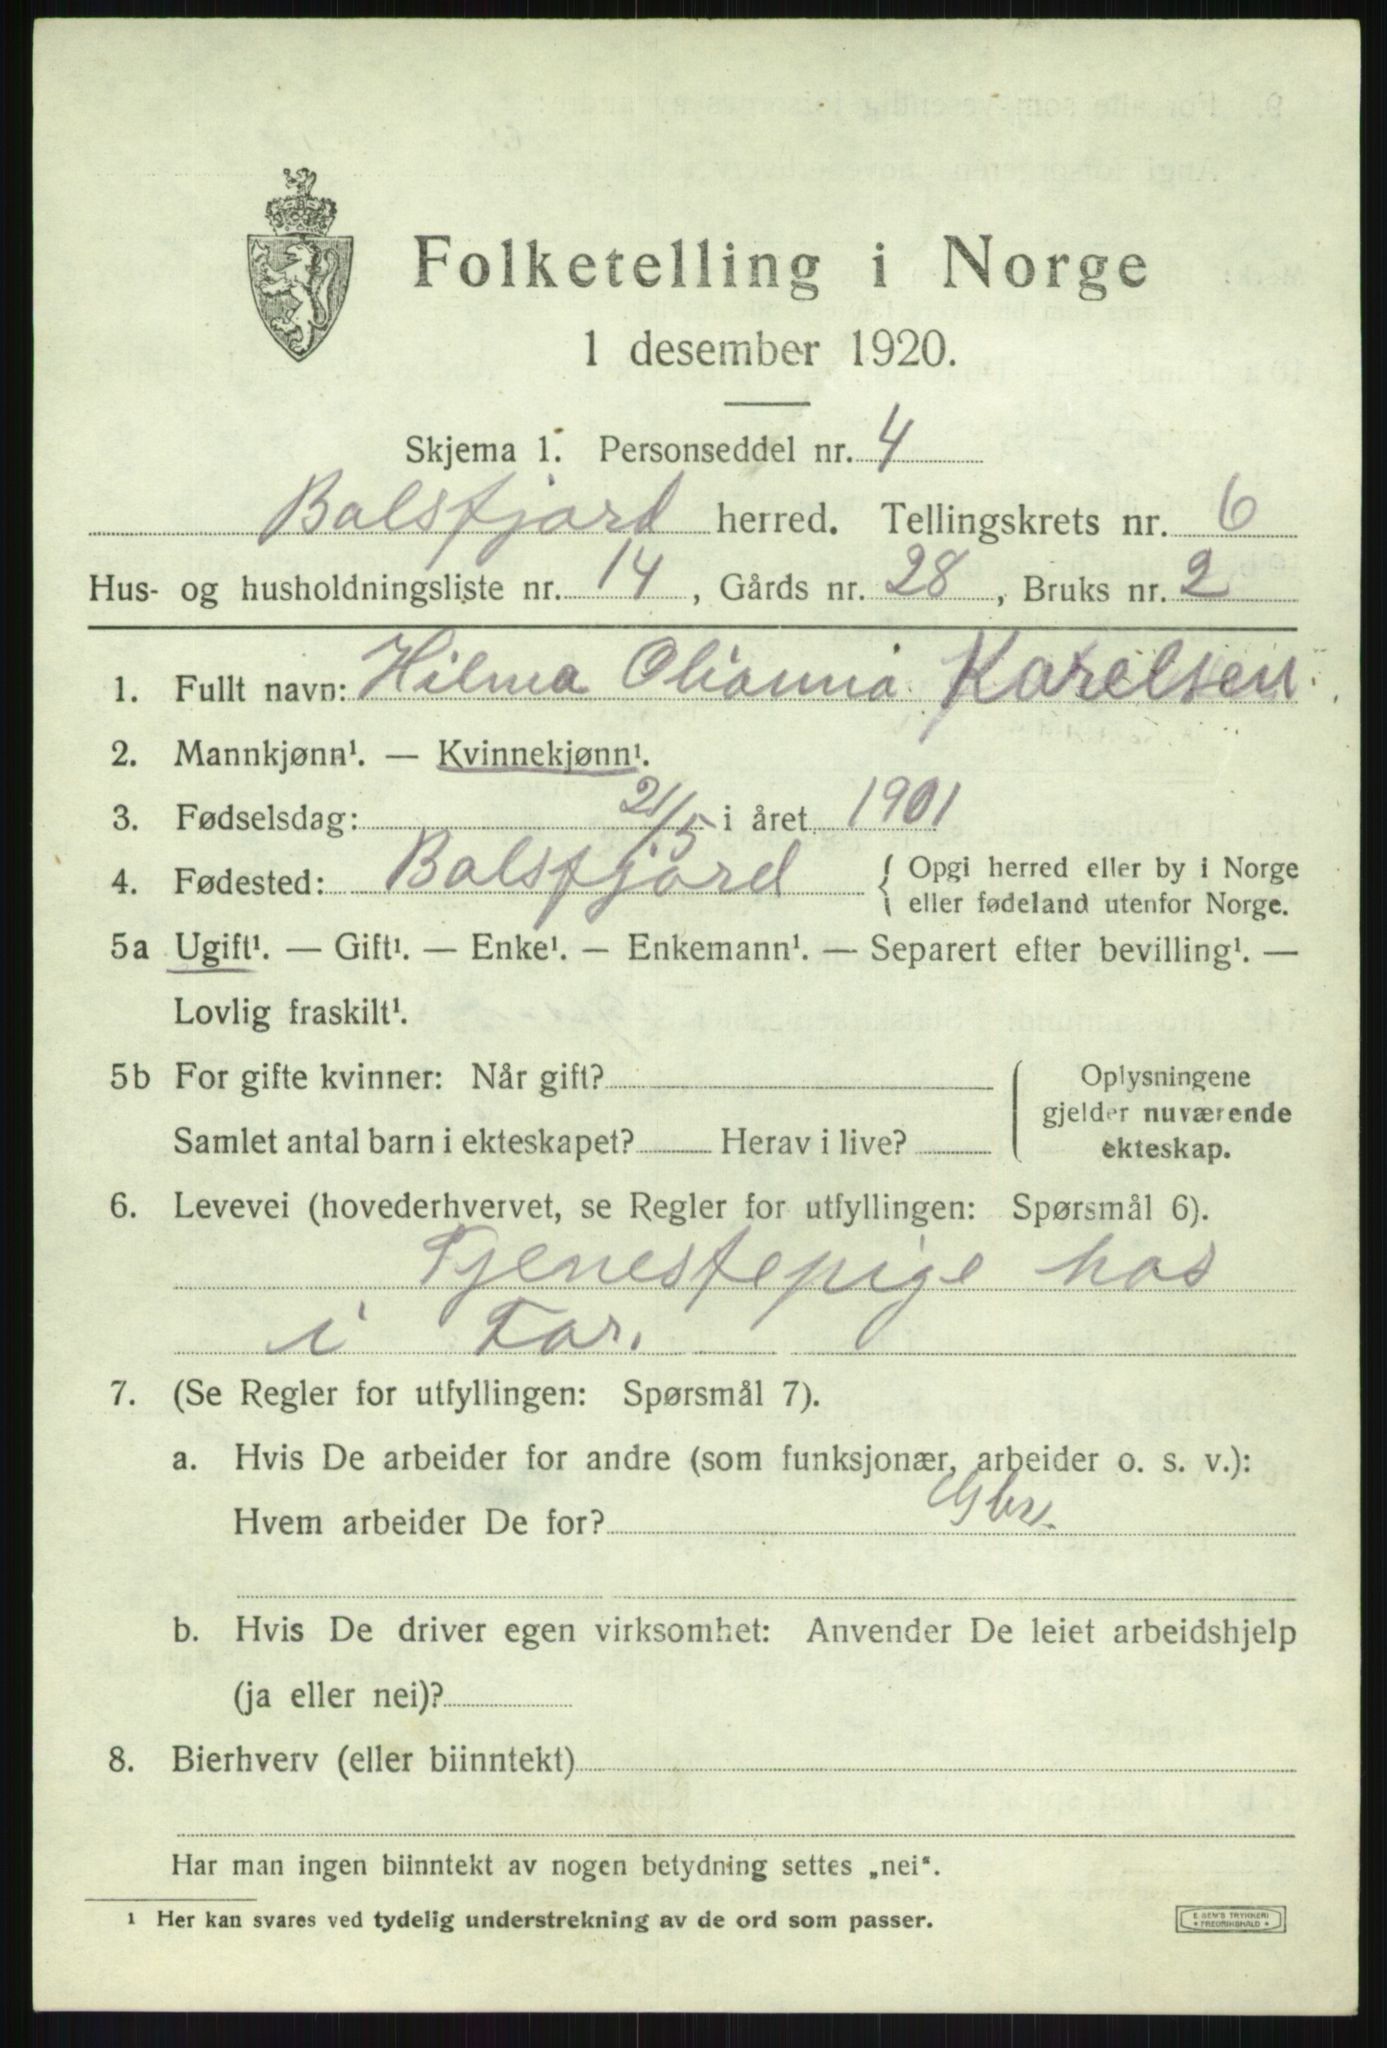 Folketelling i Norge
1 desember 1920.
Skjema 1. Personseddel nr. 4
Balsfjord herred. Tellingskrets nr. 6
Hus- og husholdningsliste nr. 14, Gårds nr. 28, Bruks nr. 2
1. Fullt navn: Hilma Olianna Karelsen
2. Mannkjønn¹. — Kvinnekjønn¹.
3. Fødselsdag: 21/5 i året 1901
4. Fødested: Balsfjord { Opgi herred eller by i Norge
eller fødeland utenfor Norge.
5a Ugift¹. — Gift¹. — Enke¹. — Enkemann¹. — Separert efter bevilling¹. —
Lovlig fraskilt¹.
5b For gifte kvinner: Når gift? { Oplysningene
gjelder nuværende
Samlet antal barn i ekteskapet? Herav i live? ekteskap.
6. Levevei (hovederhvervet, se Regler for utfyllingen: Spørsmål 6).
Tjenestepige hos
i Far.
7. (Se Regler for utfyllingen: Spørsmål 7).
a. Hvis De arbeider for andre (som funksjonær, arbeider o. s. v.):
Hvem arbeider De for? Gbr.
b. Hvis De driver egen virksomhet: Anvender De leiet arbeidshjelp
(ja eller nei)?
8. Bierhverv (eller biinntekt)
Har man ingen biinntekt av nogen betydning settes „nei“.
¹ Her kan svares ved tydelig understrekning av de ord som passer.
E. SEM'S TRYKKERI
* FREDRIKSHALD *